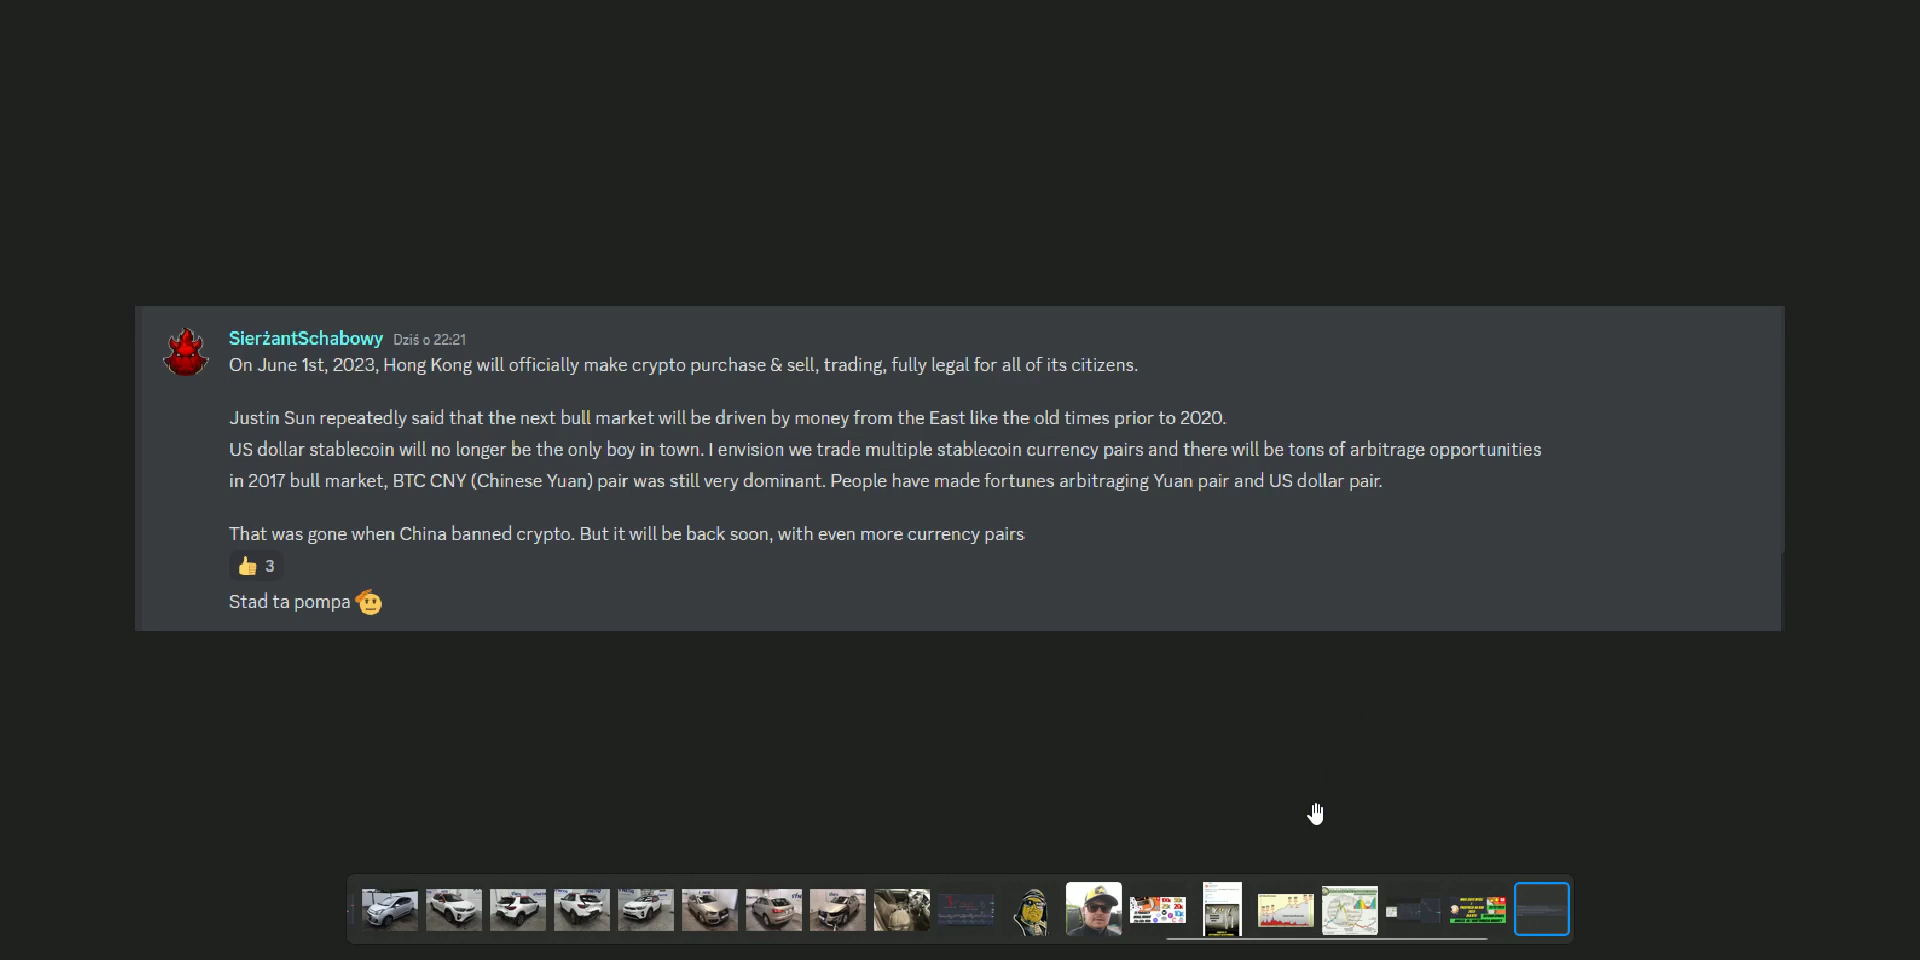 SierżantSchabowy Dziś o 22:21
On June 1st, 2023, Hong Kong will officially make crypto purchase & sell, trading, fully legal for all of its citizens.
Justin Sun repeatedly said that the next bull market will be driven by money from the East like the old times prior to 2020.
US dollar stablecoin will no longer be the only boy in town. I envision we trade multiple stablecoin currency pairs and there will be tons of arbitrage opportunities
in 2017 bull market, BTC CNY (Chinese Yuan) pair was still very dominant. People have made fortunes arbitraging Yuan pair and US dollar pair.
That was gone when China banned crypto. But it will be back soon, with even more currency pairs
3
Stad ta pompa